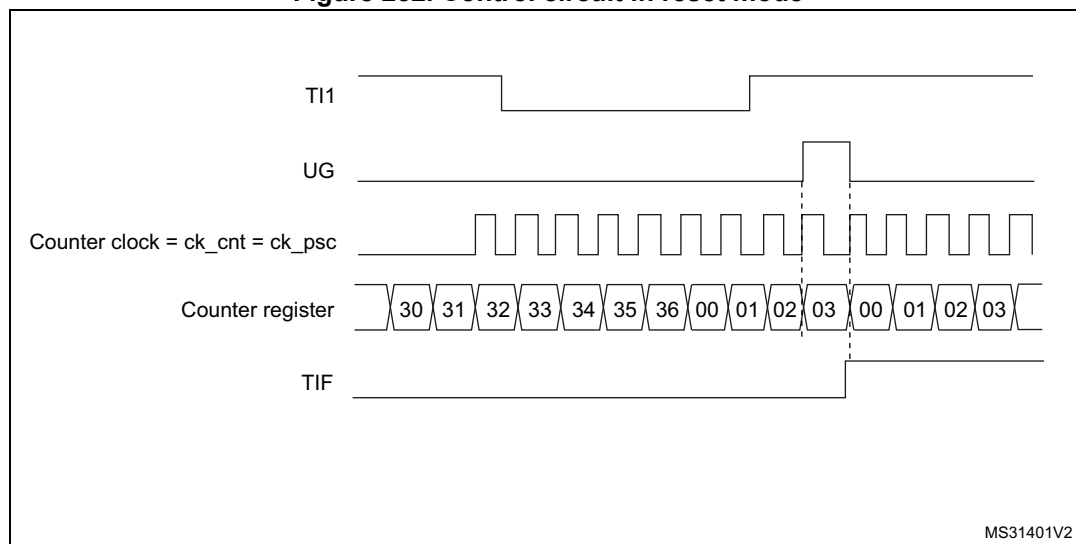 Figure 202. Control circuit in reset mode
TI1
UG
Counter clock = ck_cnt = ck_psc
Counter register
30 31 32 33 34 35 36 00 01 02 03 00 01 02 03
TIF
MS31401V2